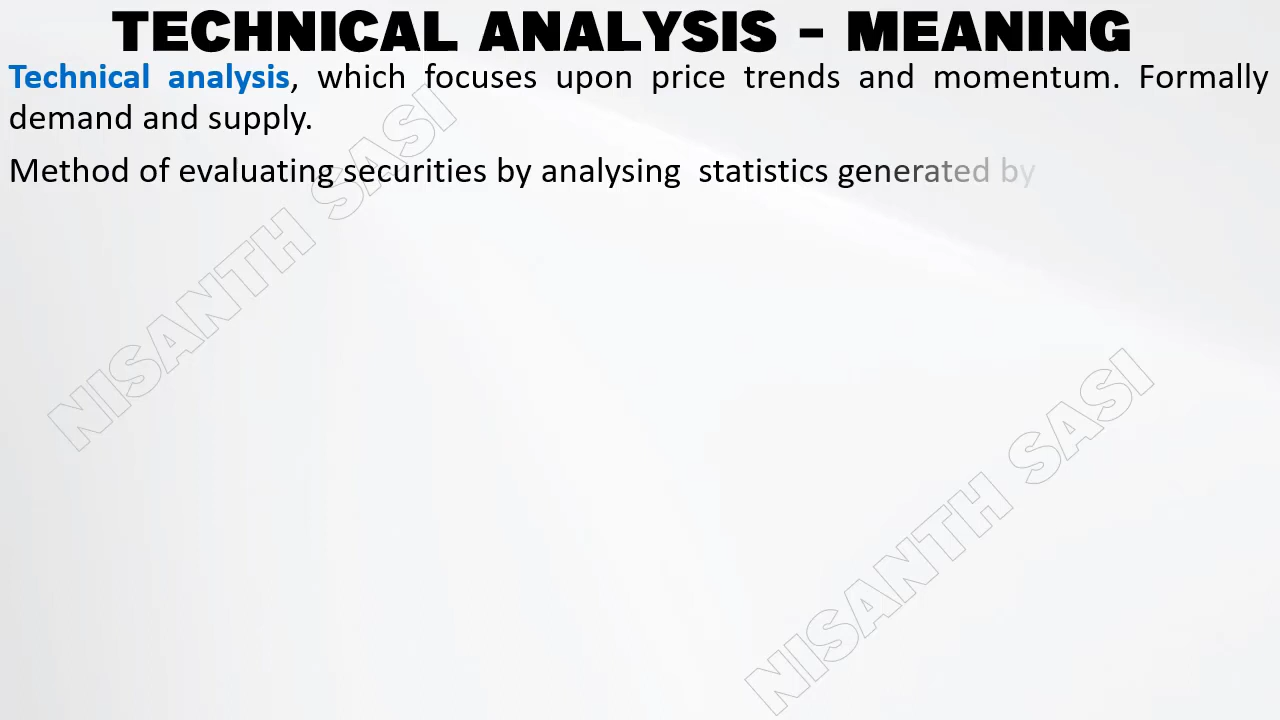 TECHNICAL ANALYSIS - MEANING
Technical analysis, which focuses upon price trends and momentum. Formally
demand and supply.
Method of evaluating securities by analysing statistics generated by
NISANTH SASI
NISANTH SASI